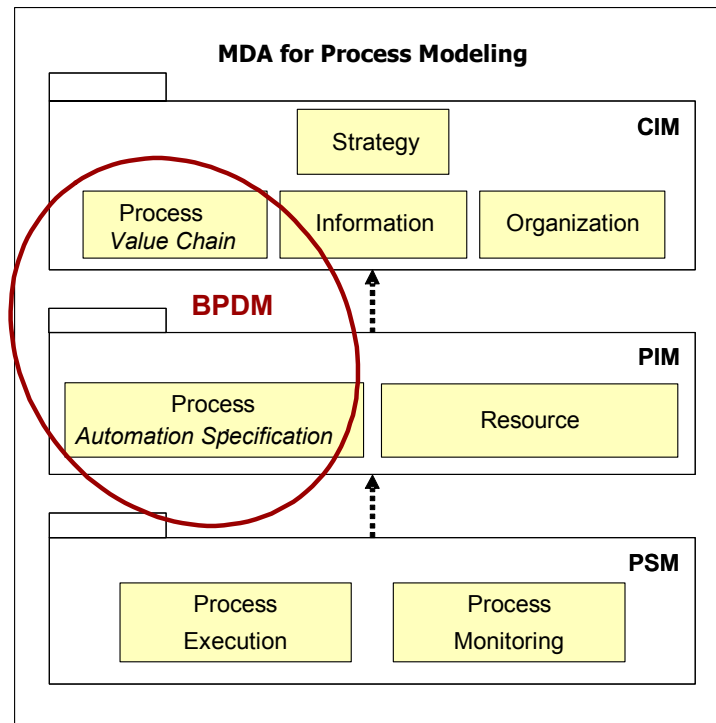 MDA for Process Modeling
CIM
Strategy
Process
Value Chain
Information
Organization
BPDM
PIM
Process
Automation Specification
Resource
PSM
Process
Execution
Process
Monitoring